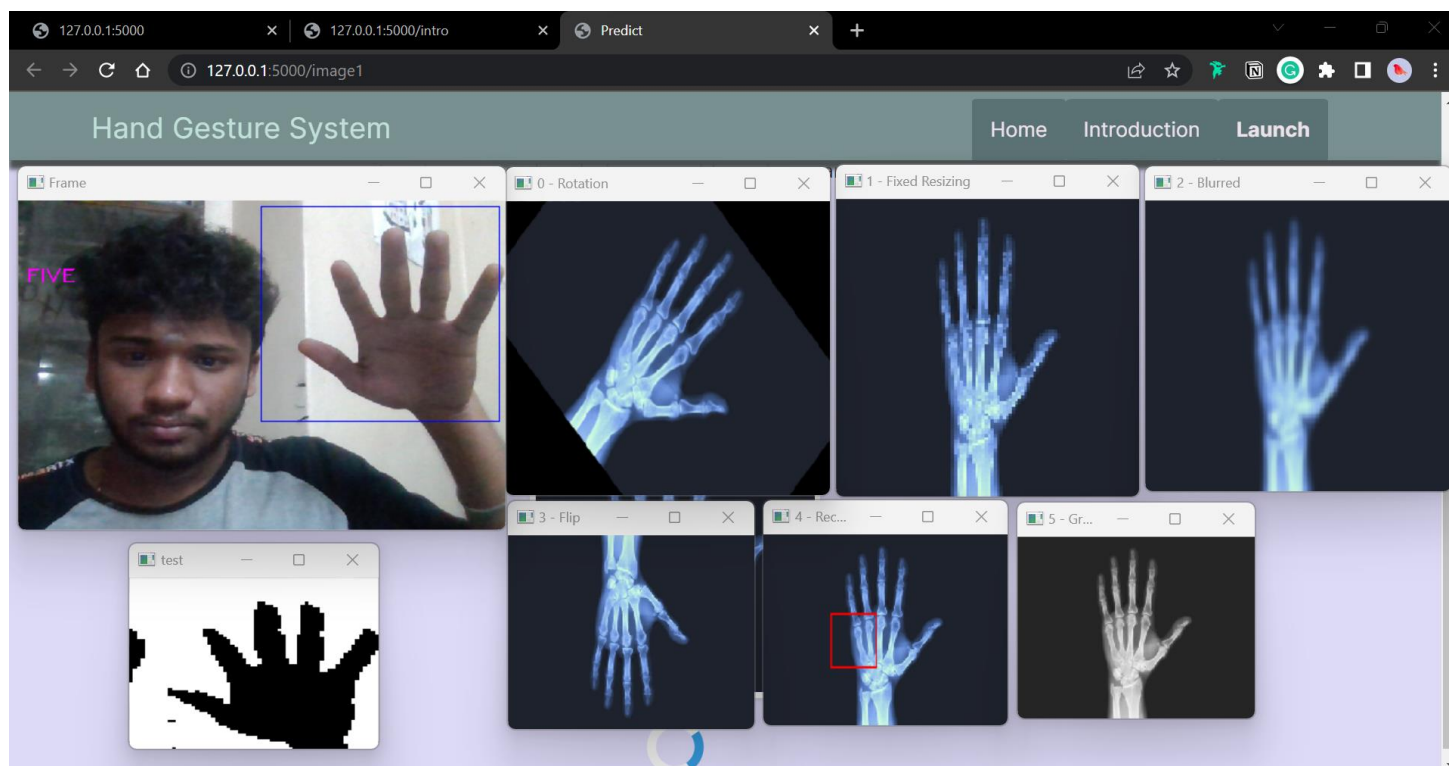 127.0.0.1:5000
127.0.0.1:5000/intro
Predict
127.0.0.1:5000/image1
Hand Gesture System
Home
Introduction
Launch
Frame
0 - Rotation
1 - Fixed Resizing
2 - Blurred
FIVE
3 - Flip
4 - Rec...
5 - Gr...
test